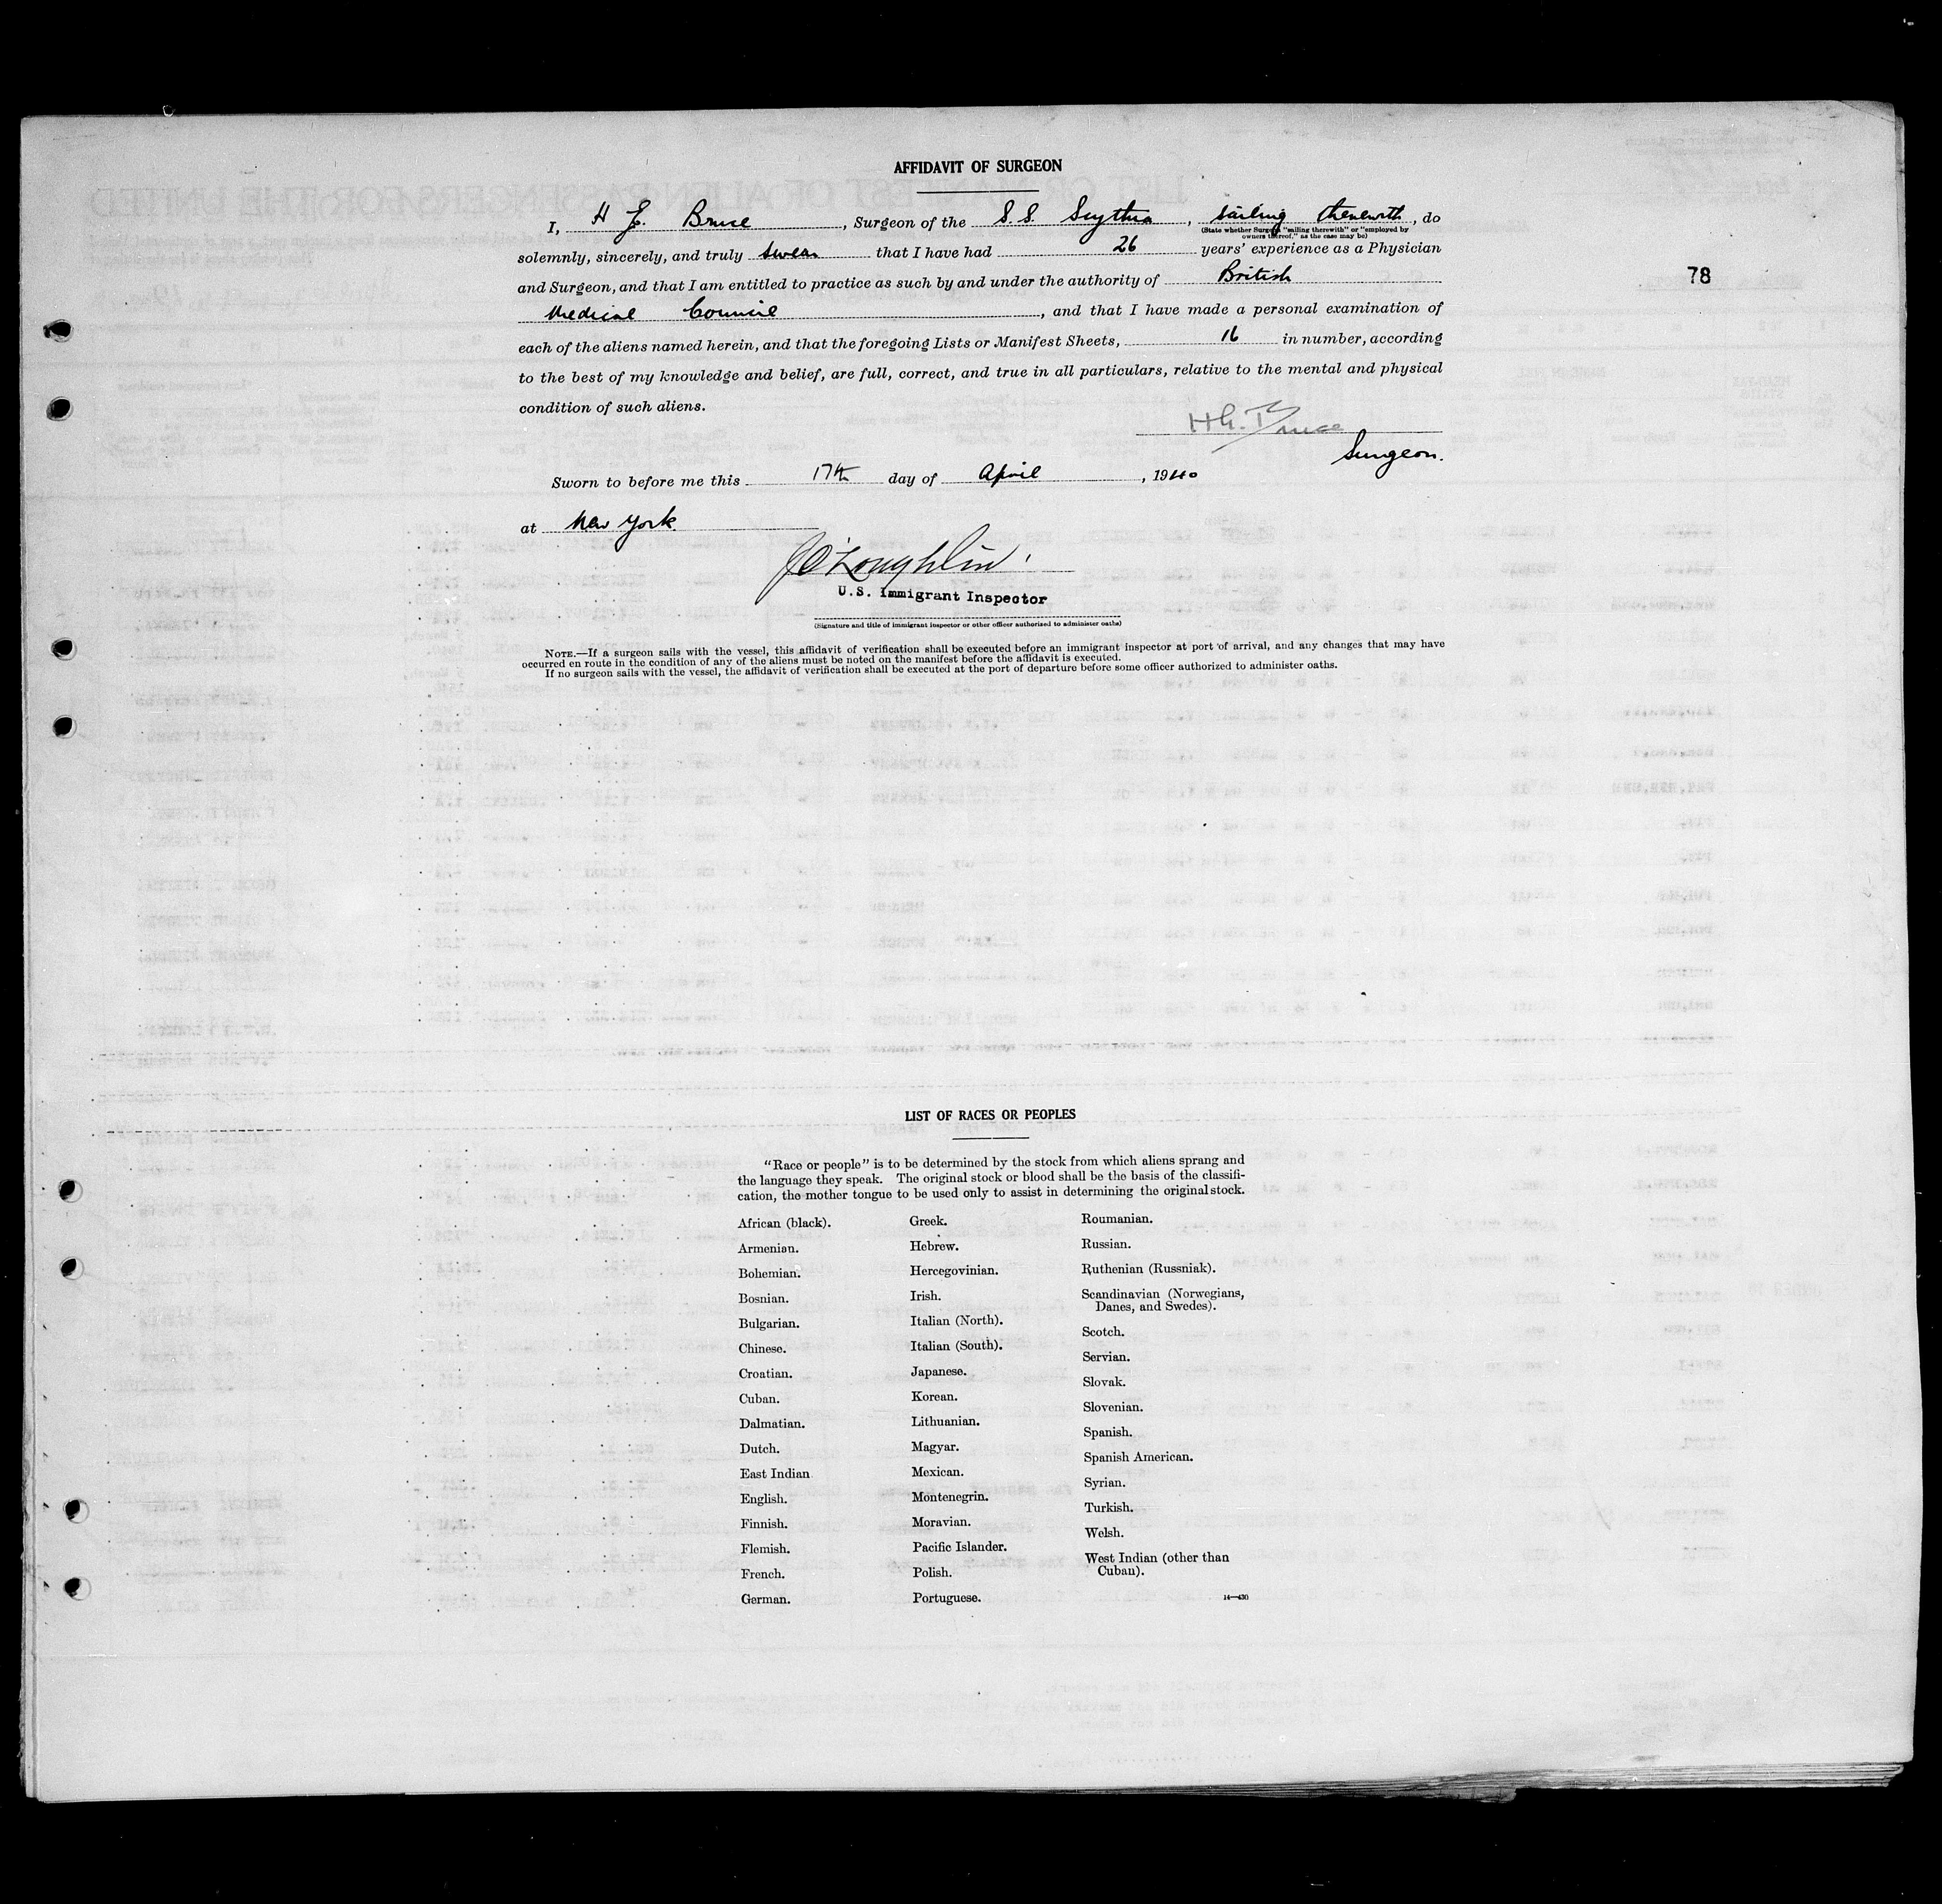 AFFIDAVIT OF SURGEON
I, H G. Bruce, Surgeon of the S.S. Scythia, sailing therewith, do
(State whether Surgeon "sailing therewith" or "employed by
owners thereof," as the case may be)
solemnly, sincerely, and truly swear that I have had 26 years' experience as a Physician
and Surgeon, and that I am entitled to practice as such by and under the authority of British
78
Medical Council, and that I have made a personal examination of
each of the aliens named herein, and that the foregoing Lists or Manifest Sheets, 16 in number, according
to the best of my knowledge and belief, are full, correct, and true in all particulars, relative to the mental and physical
condition of such aliens.
H G. Bruce
Surgeon.
Sworn to before me this 17th day of April, 1940
at New York
J O'Loughlin
U.S. Immigrant Inspector
(Signature and title of immigrant inspector or other officer authorized to administer oaths)
NOTE.—If a surgeon sails with the vessel, this affidavit of verification shall be executed before an immigrant inspector at port of arrival, and any changes that may have
occurred en route in the condition of any of the aliens must be noted on the manifest before the affidavit is executed.
If no surgeon sails with the vessel, the affidavit of verification shall be executed at the port of departure before some officer authorized to administer oaths.
LIST OF RACES OR PEOPLES
"Race or people" is to be determined by the stock from which aliens sprang and
the language they speak. The original stock or blood shall be the basis of the classifi-
cation, the mother tongue to be used only to assist in determining the original stock.
African (black).
Armenian.
Bohemian.
Bosnian.
Bulgarian.
Chinese.
Croatian.
Cuban.
Dalmatian.
Dutch.
East Indian
English.
Finnish.
Flemish.
French.
German.
Greek.
Hebrew.
Hercegovinian.
Irish.
Italian (North).
Italian (South).
Japanese.
Korean.
Lithuanian.
Magyar.
Mexican.
Montenegrin.
Moravian.
Pacific Islander.
Polish.
Portuguese.
Roumanian.
Russian.
Ruthenian (Russniak).
Scandinavian (Norwegians,
Danes, and Swedes).
Scotch.
Servian.
Slovak.
Slovenian.
Spanish.
Spanish American.
Syrian.
Turkish.
Welsh.
West Indian (other than
Cuban).
14—430